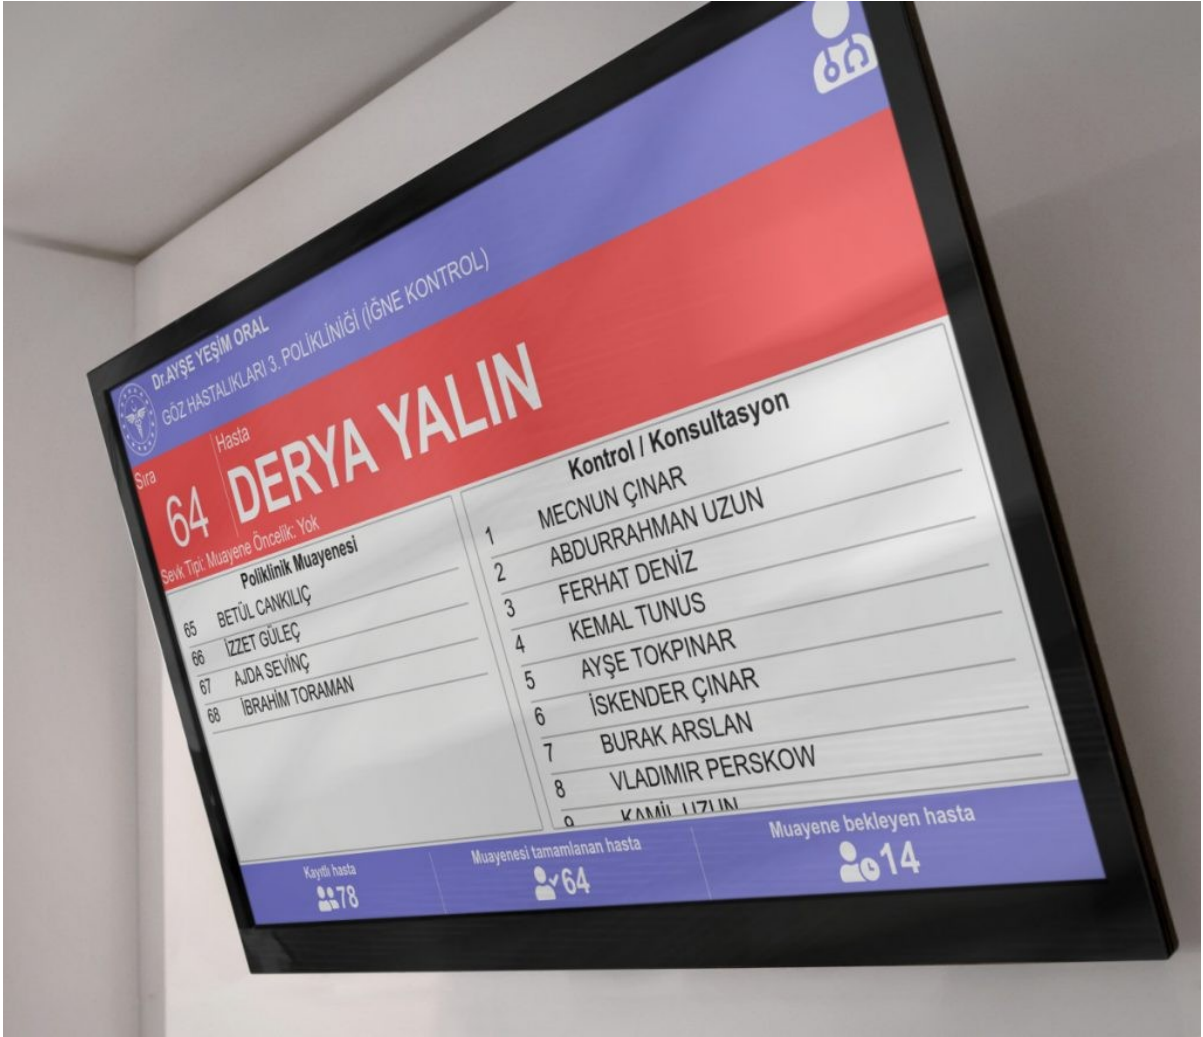 Dr.AYŞE YEŞİM ORAL
GÖZ HASTALIKLARI 3. POLİKLİNİĞİ (İĞNE KONTROL)
Sıra
64
Hasta
DERYA YALIN
Sevk Tipi: Muayene Öncelik: Yok
Poliklinik Muayenesi
65 BETÜL CANKILIÇ
66 İZZET GÜLEÇ
67 AJDA SEVİNÇ
68 İBRAHİM TORAMAN
Kontrol / Konsultasyon
1 MECNUN ÇINAR
2 ABDURRAHMAN UZUN
3 FERHAT DENİZ
4 KEMAL TUNUS
5 AYŞE TOKPINAR
6 İSKENDER ÇINAR
7 BURAK ARSLAN
8 VLADIMIR PERSKOW
9 KAMİL UZUN
Kayıtlı hasta
78
Muayenesi tamamlanan hasta
64
Muayene bekleyen hasta
14